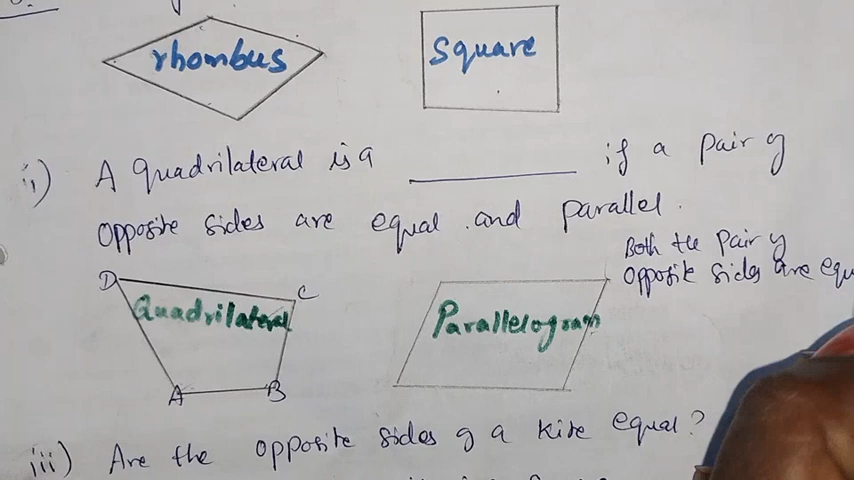 rhombus
Square
ii) A quadrilateral is a __________ if a pair of
opposite sides are equal and parallel.
Both the pair of
opposite sides are equ
D
C
Quadrilateral
Parallelogram
A
B
iii) Are the opposite sides of a kite equal?